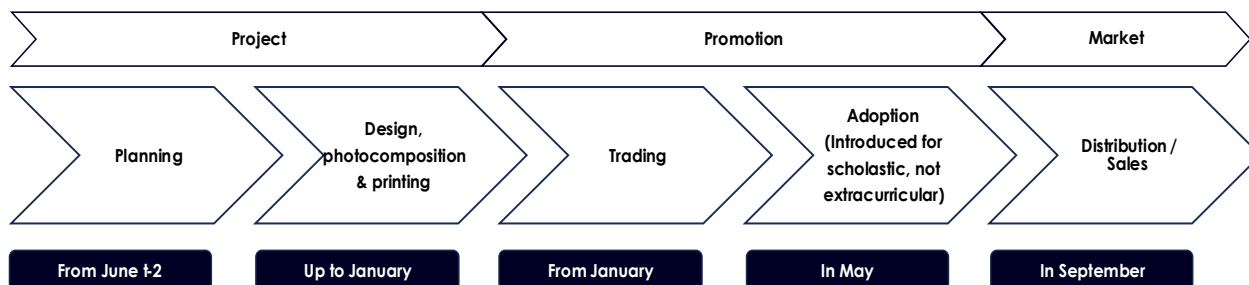 Project
Promotion
Market
Planning
Design,
photocomposition
& printing
Trading
Adoption
(Introduced for
scholastic, not
extracurricular)
Distribution /
Sales
From June t-2
Up to January
From January
In May
In September